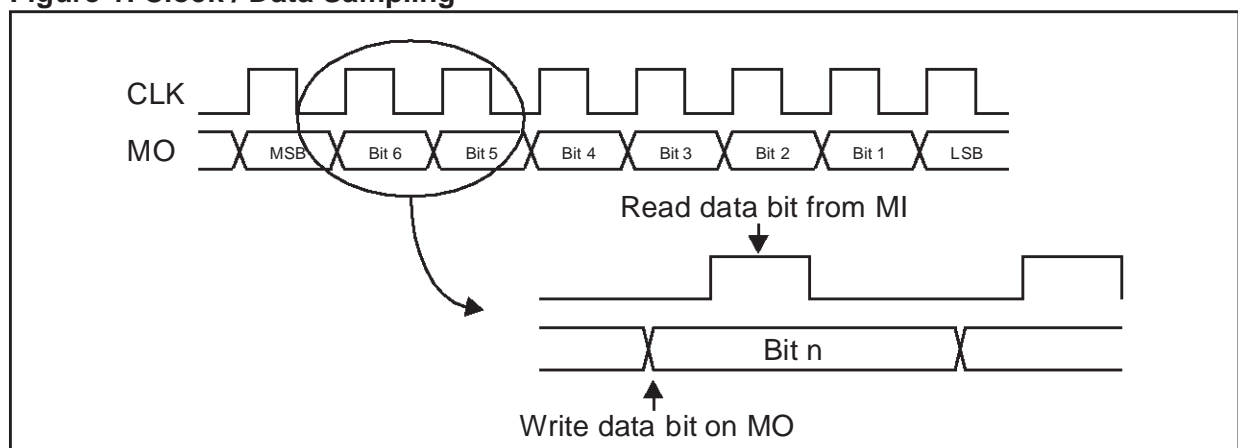 Figure Clock / Data Sampling
CLK
MO
MSB Bit 6 Bit 5 Bit 4 Bit 3 Bit 2 Bit 1 LSB
Read data bit from MI
Bit n
Write data bit on MO